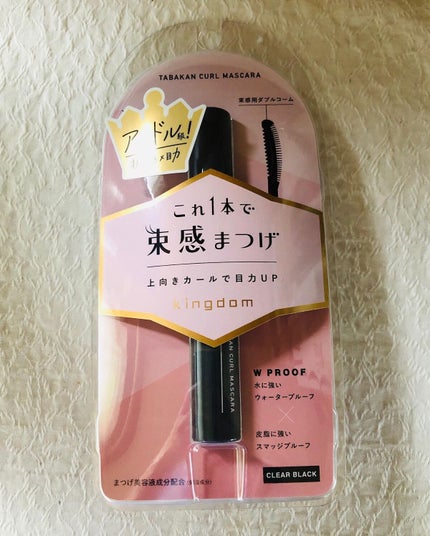 TABAKAN CURL MASCARA
束感用ダブルコーム
アイドル級!
×目力
これ1本で
束感まつげ
上向きカールで目力UP
kingdom
TABAKAN CURL MASCARA
W PROOF
水に強い
ウォータープルーフ
×
皮脂に強い
スマッジプルーフ
CLEAR BLACK
まつげ美容液成分配合